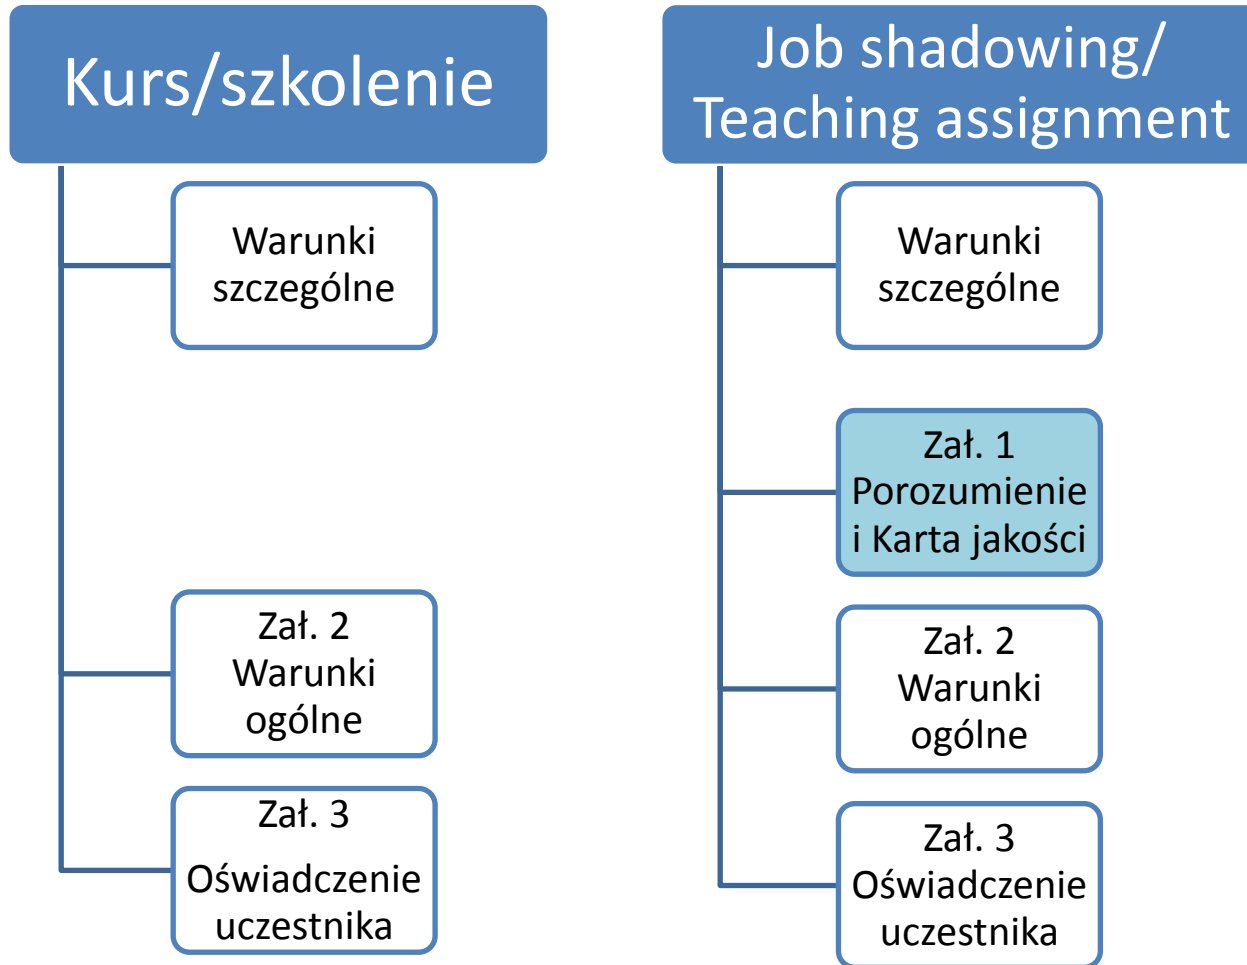 Kurs/szkolenie
Warunki
szczególne
Zał. 2
Warunki
ogólne
Zał. 3
Oświadczenie
uczestnika
Job shadowing/
Teaching assignment
Warunki
szczególne
Zał. 1
Porozumienie
i Karta jakości
Zał. 2
Warunki
ogólne
Zał. 3
Oświadczenie
uczestnika